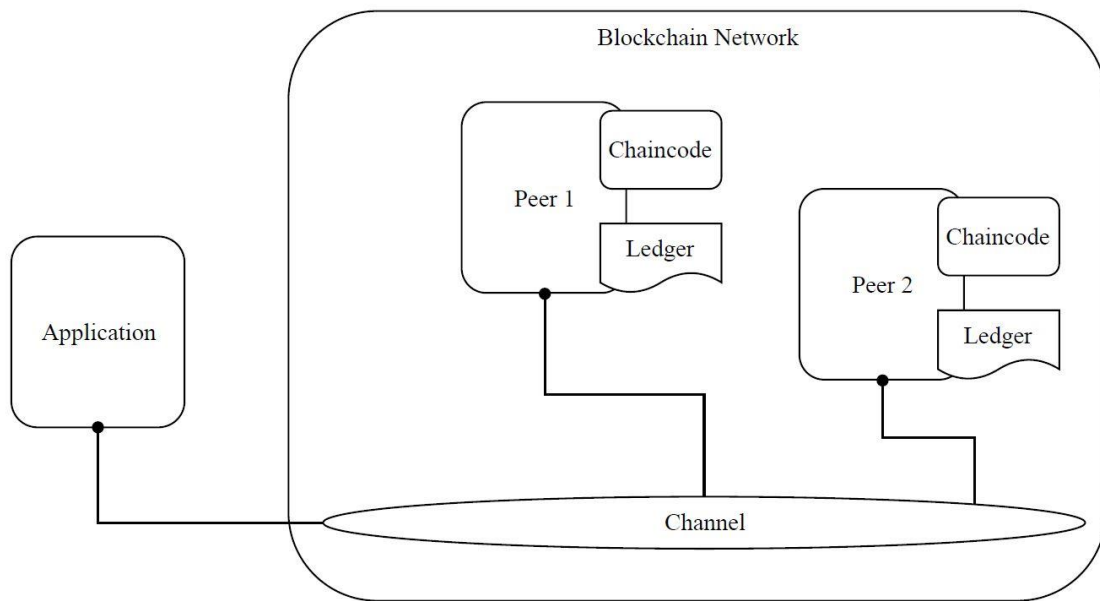 Blockchain Network
Chaincode
Peer 1
Ledger
Chaincode
Peer 2
Ledger
Application
Channel